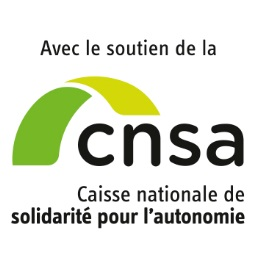 Avec le soutien de la
cnsa
Caisse nationale de
solidarité pour l'autonomie